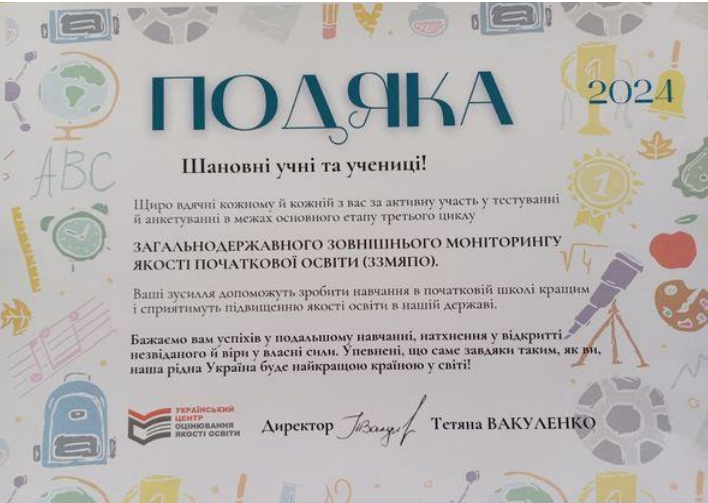 ПОДЯКА
2024
Шановні учні та учениці!
Щиро вдячні кожному й кожній з вас за активну участь у тестуванні
й анкетуванні в межах основного етапу третього циклу
ЗАГАЛЬНОДЕРЖАВНОГО ЗОВНІШНЬОГО МОНІТОРИНГУ
ЯКОСТІ ПОЧАТКОВОЇ ОСВІТИ (ЗЗМЯПО).
Ваші зусилля допоможуть зробити навчання в початковій школі кращим
і сприятимуть підвищенню якості освіти в нашій державі.
Бажаємо вам успіхів у подальшому навчанні, натхнення у відкритті
незвіданого й віри у власні сили. Упевнені, що саме завдяки таким, як ви,
наша рідна Україна буде найкращою країною у світі!
УКРАЇНСЬКИЙ
ЦЕНТР
ОЦІНЮВАННЯ
ЯКОСТІ ОСВІТИ
Директор Тетяна ВАКУЛЕНКО
ABC
1
1
√4